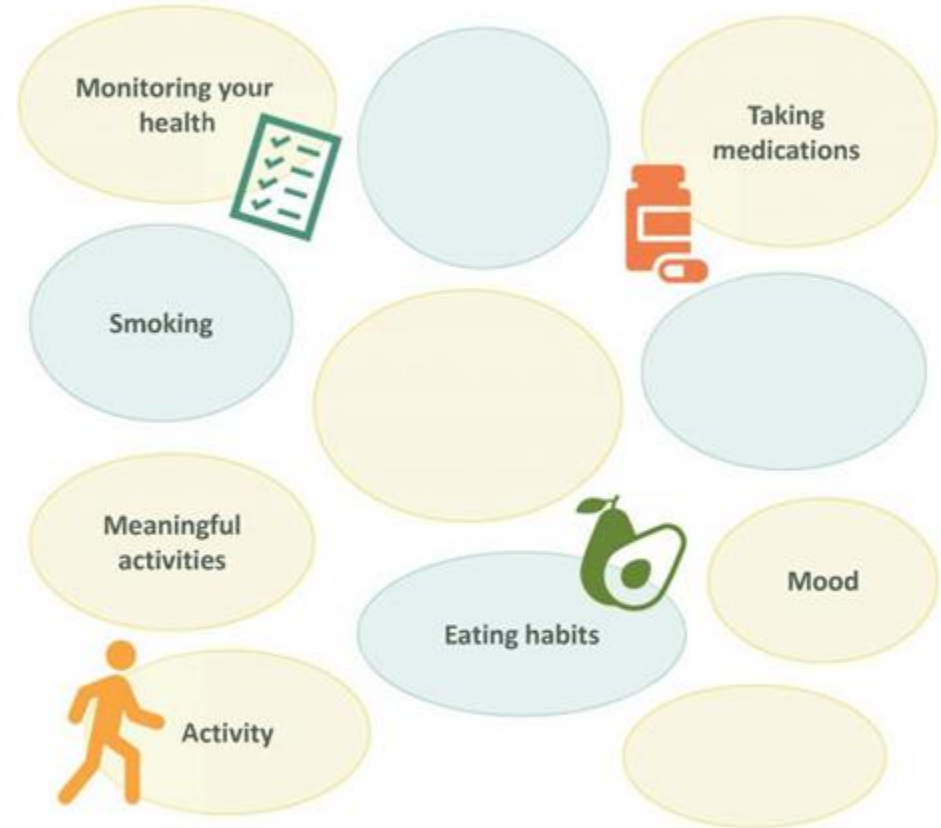 Monitoring your
health
Taking
medications
Smoking
Meaningful
activities
Mood
Eating habits
Activity